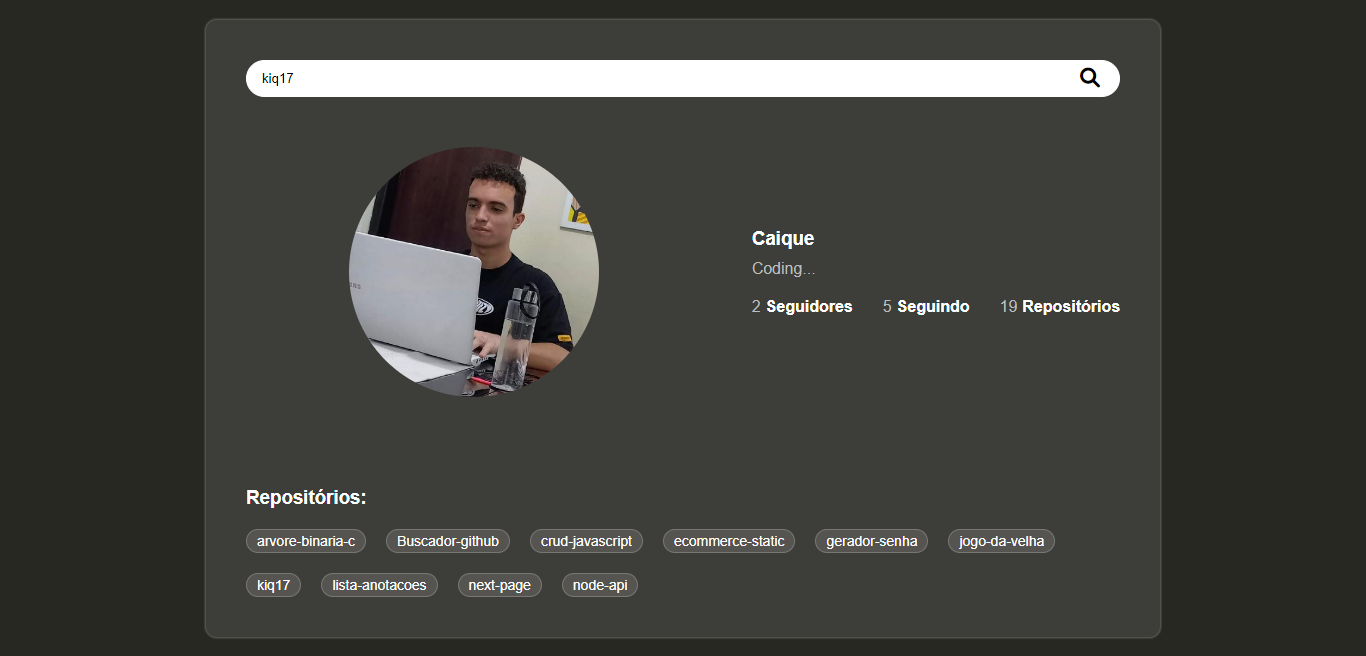 kiq17
Caique
Coding...
2 Seguidores 5 Seguindo 19 Repositórios
Repositórios:
arvore-binaria-c Buscador-github crud-javascript ecommerce-static gerador-senha jogo-da-velha
kiq17 lista-anotacoes next-page node-api